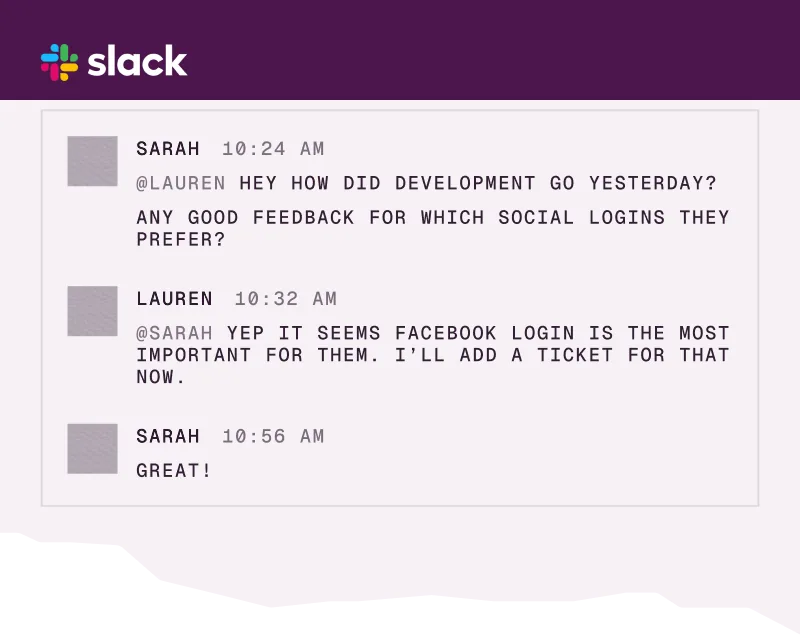 slack
SARAH 10:24 AM
@LAUREN HEY HOW DID DEVELOPMENT GO YESTERDAY?
ANY GOOD FEEDBACK FOR WHICH SOCIAL LOGINS THEY
PREFER?
LAUREN 10:32 AM
@SARAH YEP IT SEEMS FACEBOOK LOGIN IS THE MOST
IMPORTANT FOR THEM. I’LL ADD A TICKET FOR THAT
NOW.
SARAH 10:56 AM
GREAT!